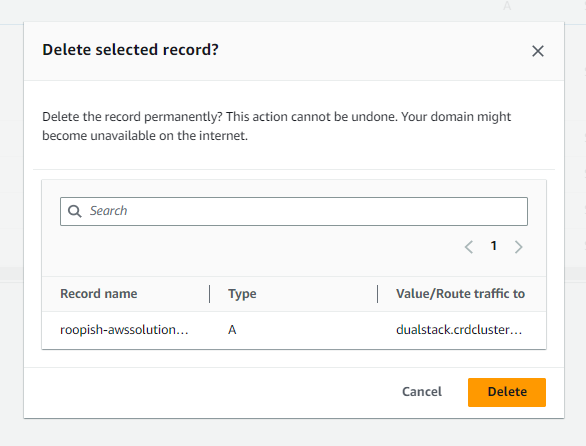 Delete selected record?
Delete the record permanently? This action cannot be undone. Your domain might
become unavailable on the internet.
Search
1
Record name Type Value/Route traffic to
roopish-awssolution... A dualstack.crdcluster...
Cancel Delete